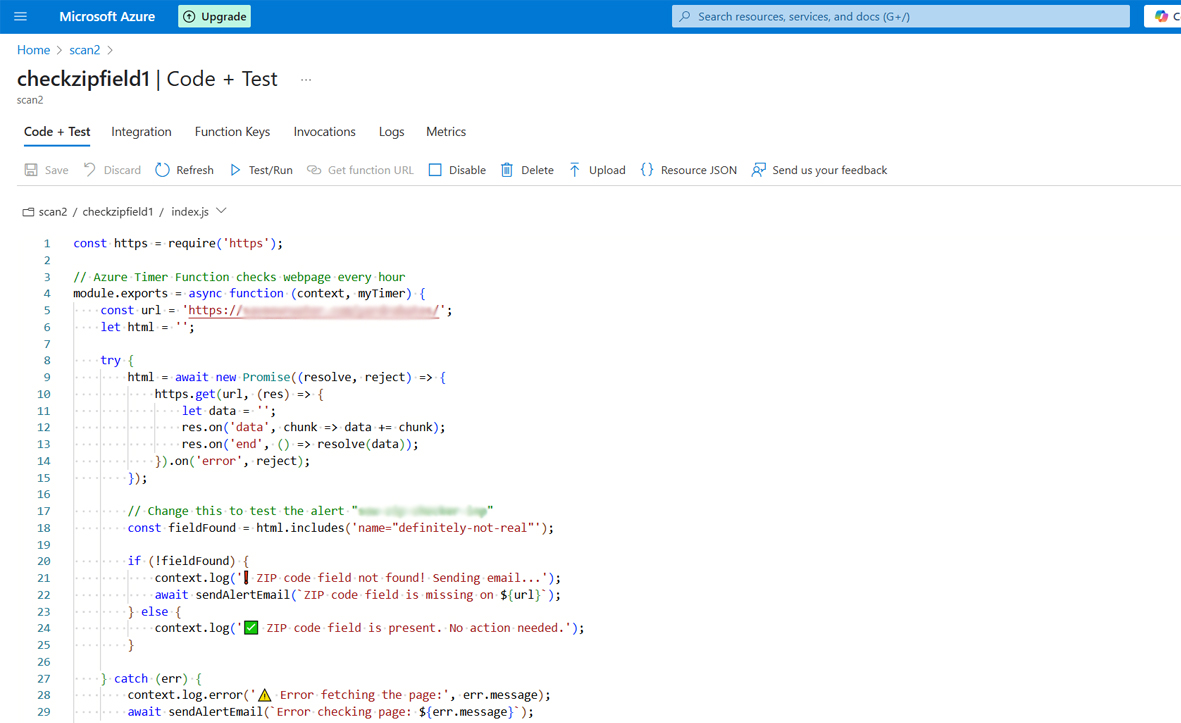 Microsoft Azure
Upgrade
Search resources, services, and docs (G+/)
Home > scan2 >
checkzipfield1 | Code + Test ...
scan2
Code + Test Integration Function Keys Invocations Logs Metrics
Save Discard Refresh Test/Run Get function URL Disable Delete Upload {} Resource JSON Send us your feedback
scan2 / checkzipfield1 / index.js
1 const https = require('https');
2
3 // Azure Timer Function checks webpage every hour
4 module.exports = async function (context, myTimer) {
5 const url = 'https:// /';
6 let html = '';
7
8 try {
9 html = await new Promise((resolve, reject) => {
10 https.get(url, (res) => {
11 let data = '';
12 res.on('data', chunk => data += chunk);
13 res.on('end', () => resolve(data));
14 }).on('error', reject);
15 });
16
17 // Change this to test the alert " "
18 const fieldFound = html.includes('name="definitely-not-real"');
19
20 if (!fieldFound) {
21 context.log('❗ ZIP code field not found! Sending email...');
22 await sendAlertEmail(`ZIP code field is missing on ${url}`);
23 } else {
24 context.log('✅ ZIP code field is present. No action needed.');
25 }
26
27 } catch (err) {
28 context.log.error('⚠️ Error fetching the page:', err.message);
29 await sendAlertEmail(`Error checking page: ${err.message}`);